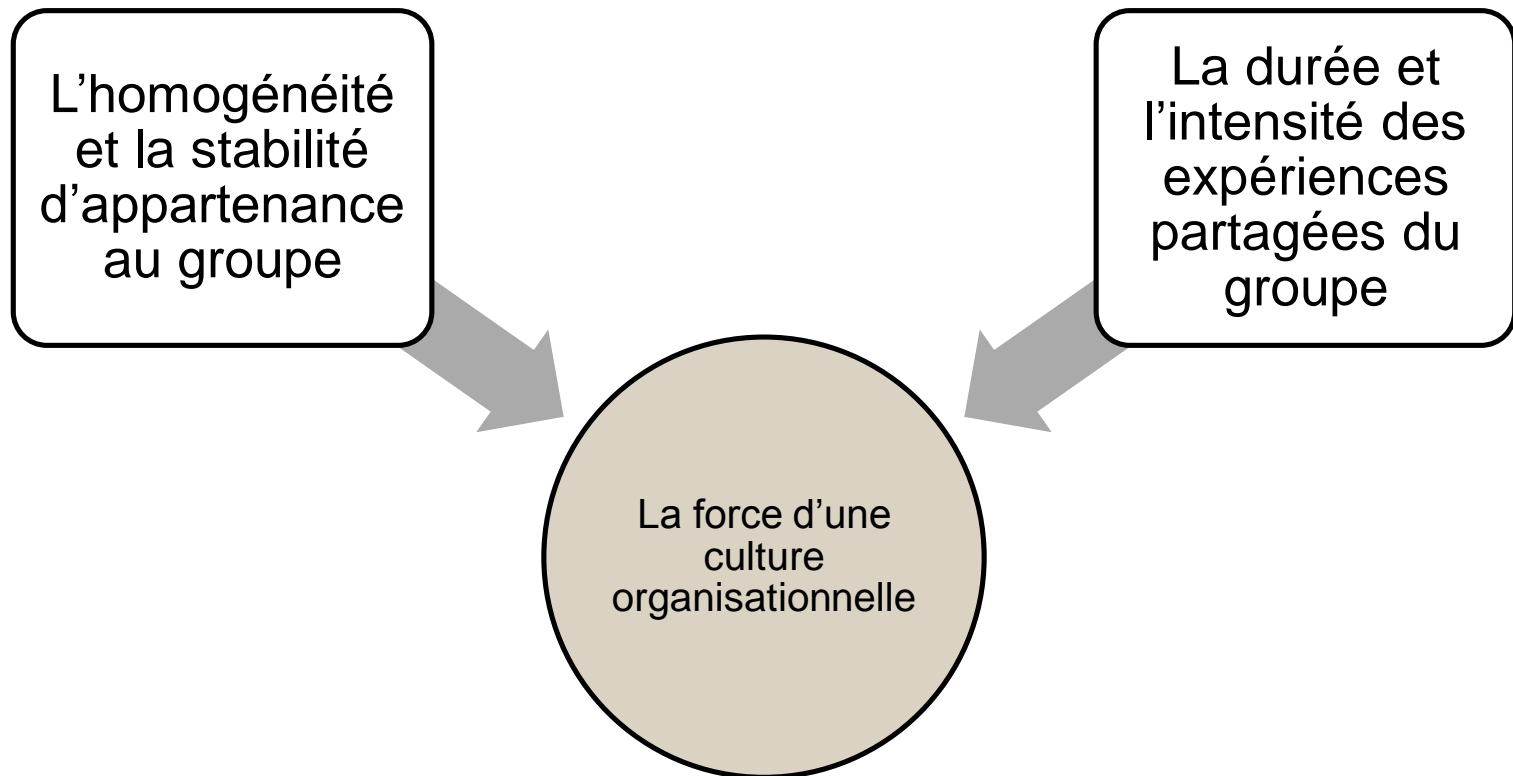 L’homogénéité
et la stabilité
d’appartenance
au groupe
La durée et
l’intensité des
expériences
partagées du
groupe
La force d’une
culture
organisationnelle